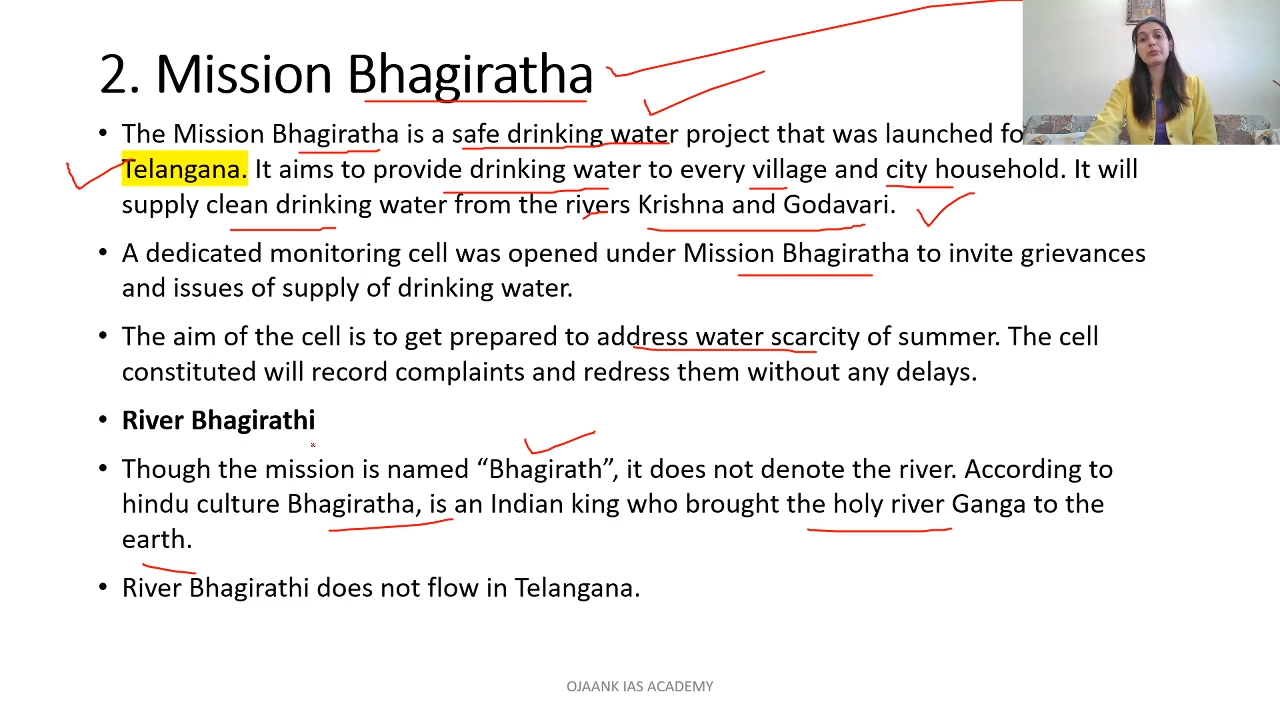 2. Mission Bhagiratha
• The Mission Bhagiratha is a safe drinking water project that was launched fo
Telangana. It aims to provide drinking water to every village and city household. It will
supply clean drinking water from the rivers Krishna and Godavari.
• A dedicated monitoring cell was opened under Mission Bhagiratha to invite grievances
and issues of supply of drinking water.
• The aim of the cell is to get prepared to address water scarcity of summer. The cell
constituted will record complaints and redress them without any delays.
• River Bhagirathi
• Though the mission is named “Bhagirath”, it does not denote the river. According to
hindu culture Bhagiratha, is an Indian king who brought the holy river Ganga to the
earth.
• River Bhagirathi does not flow in Telangana.
OJAANK IAS ACADEMY